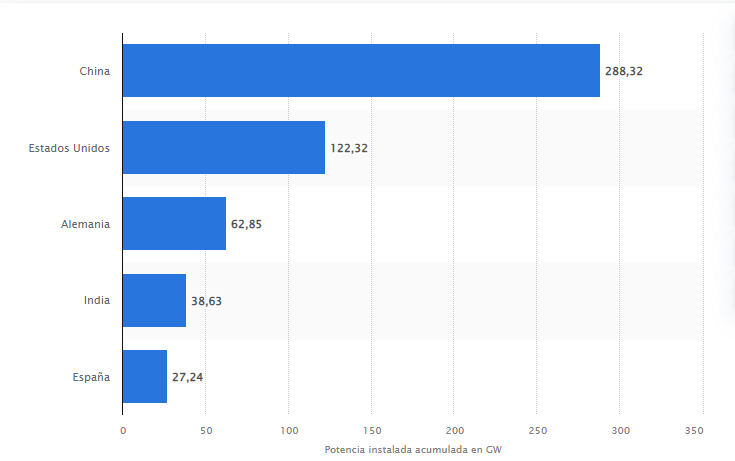 China
288,32
Estados Unidos
122,32
Alemania
62,85
India
38,63
España
27,24
0 50 100 150 200 250 300 350
Potencia instalada acumulada en GW